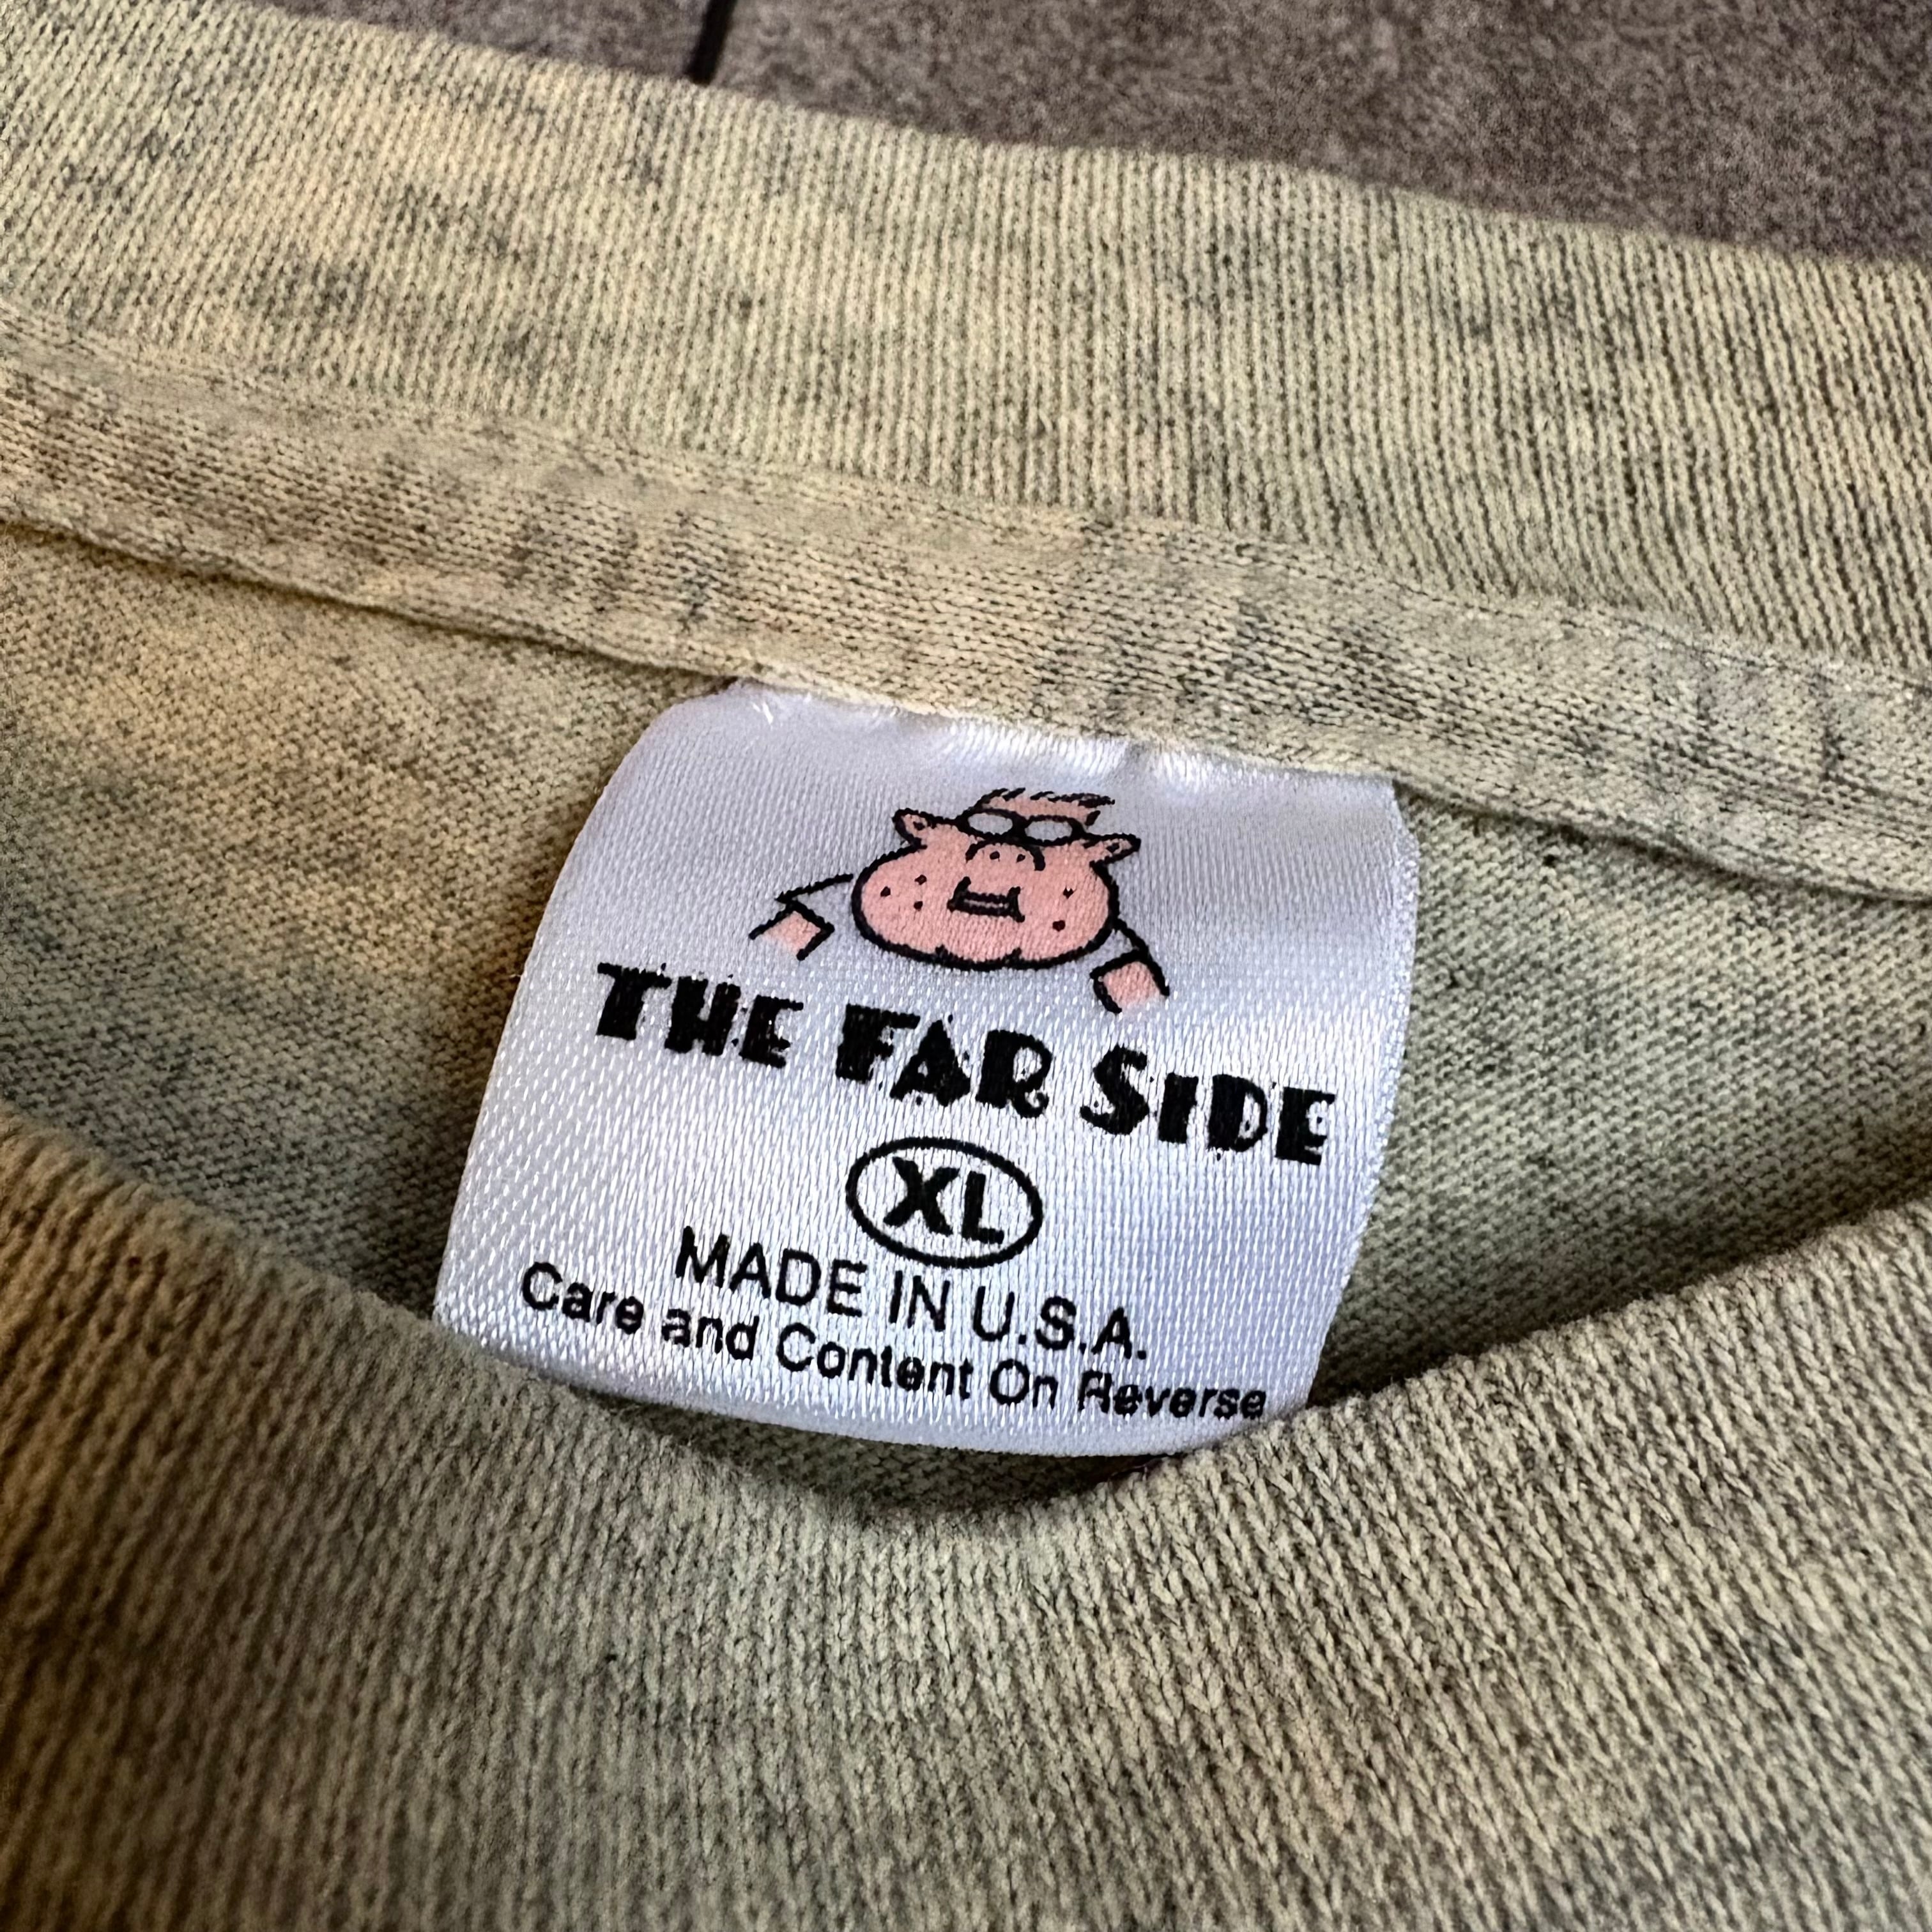 THE FAR SIDE
XL
MADE IN U.S.A.
Care and Content On Reverse